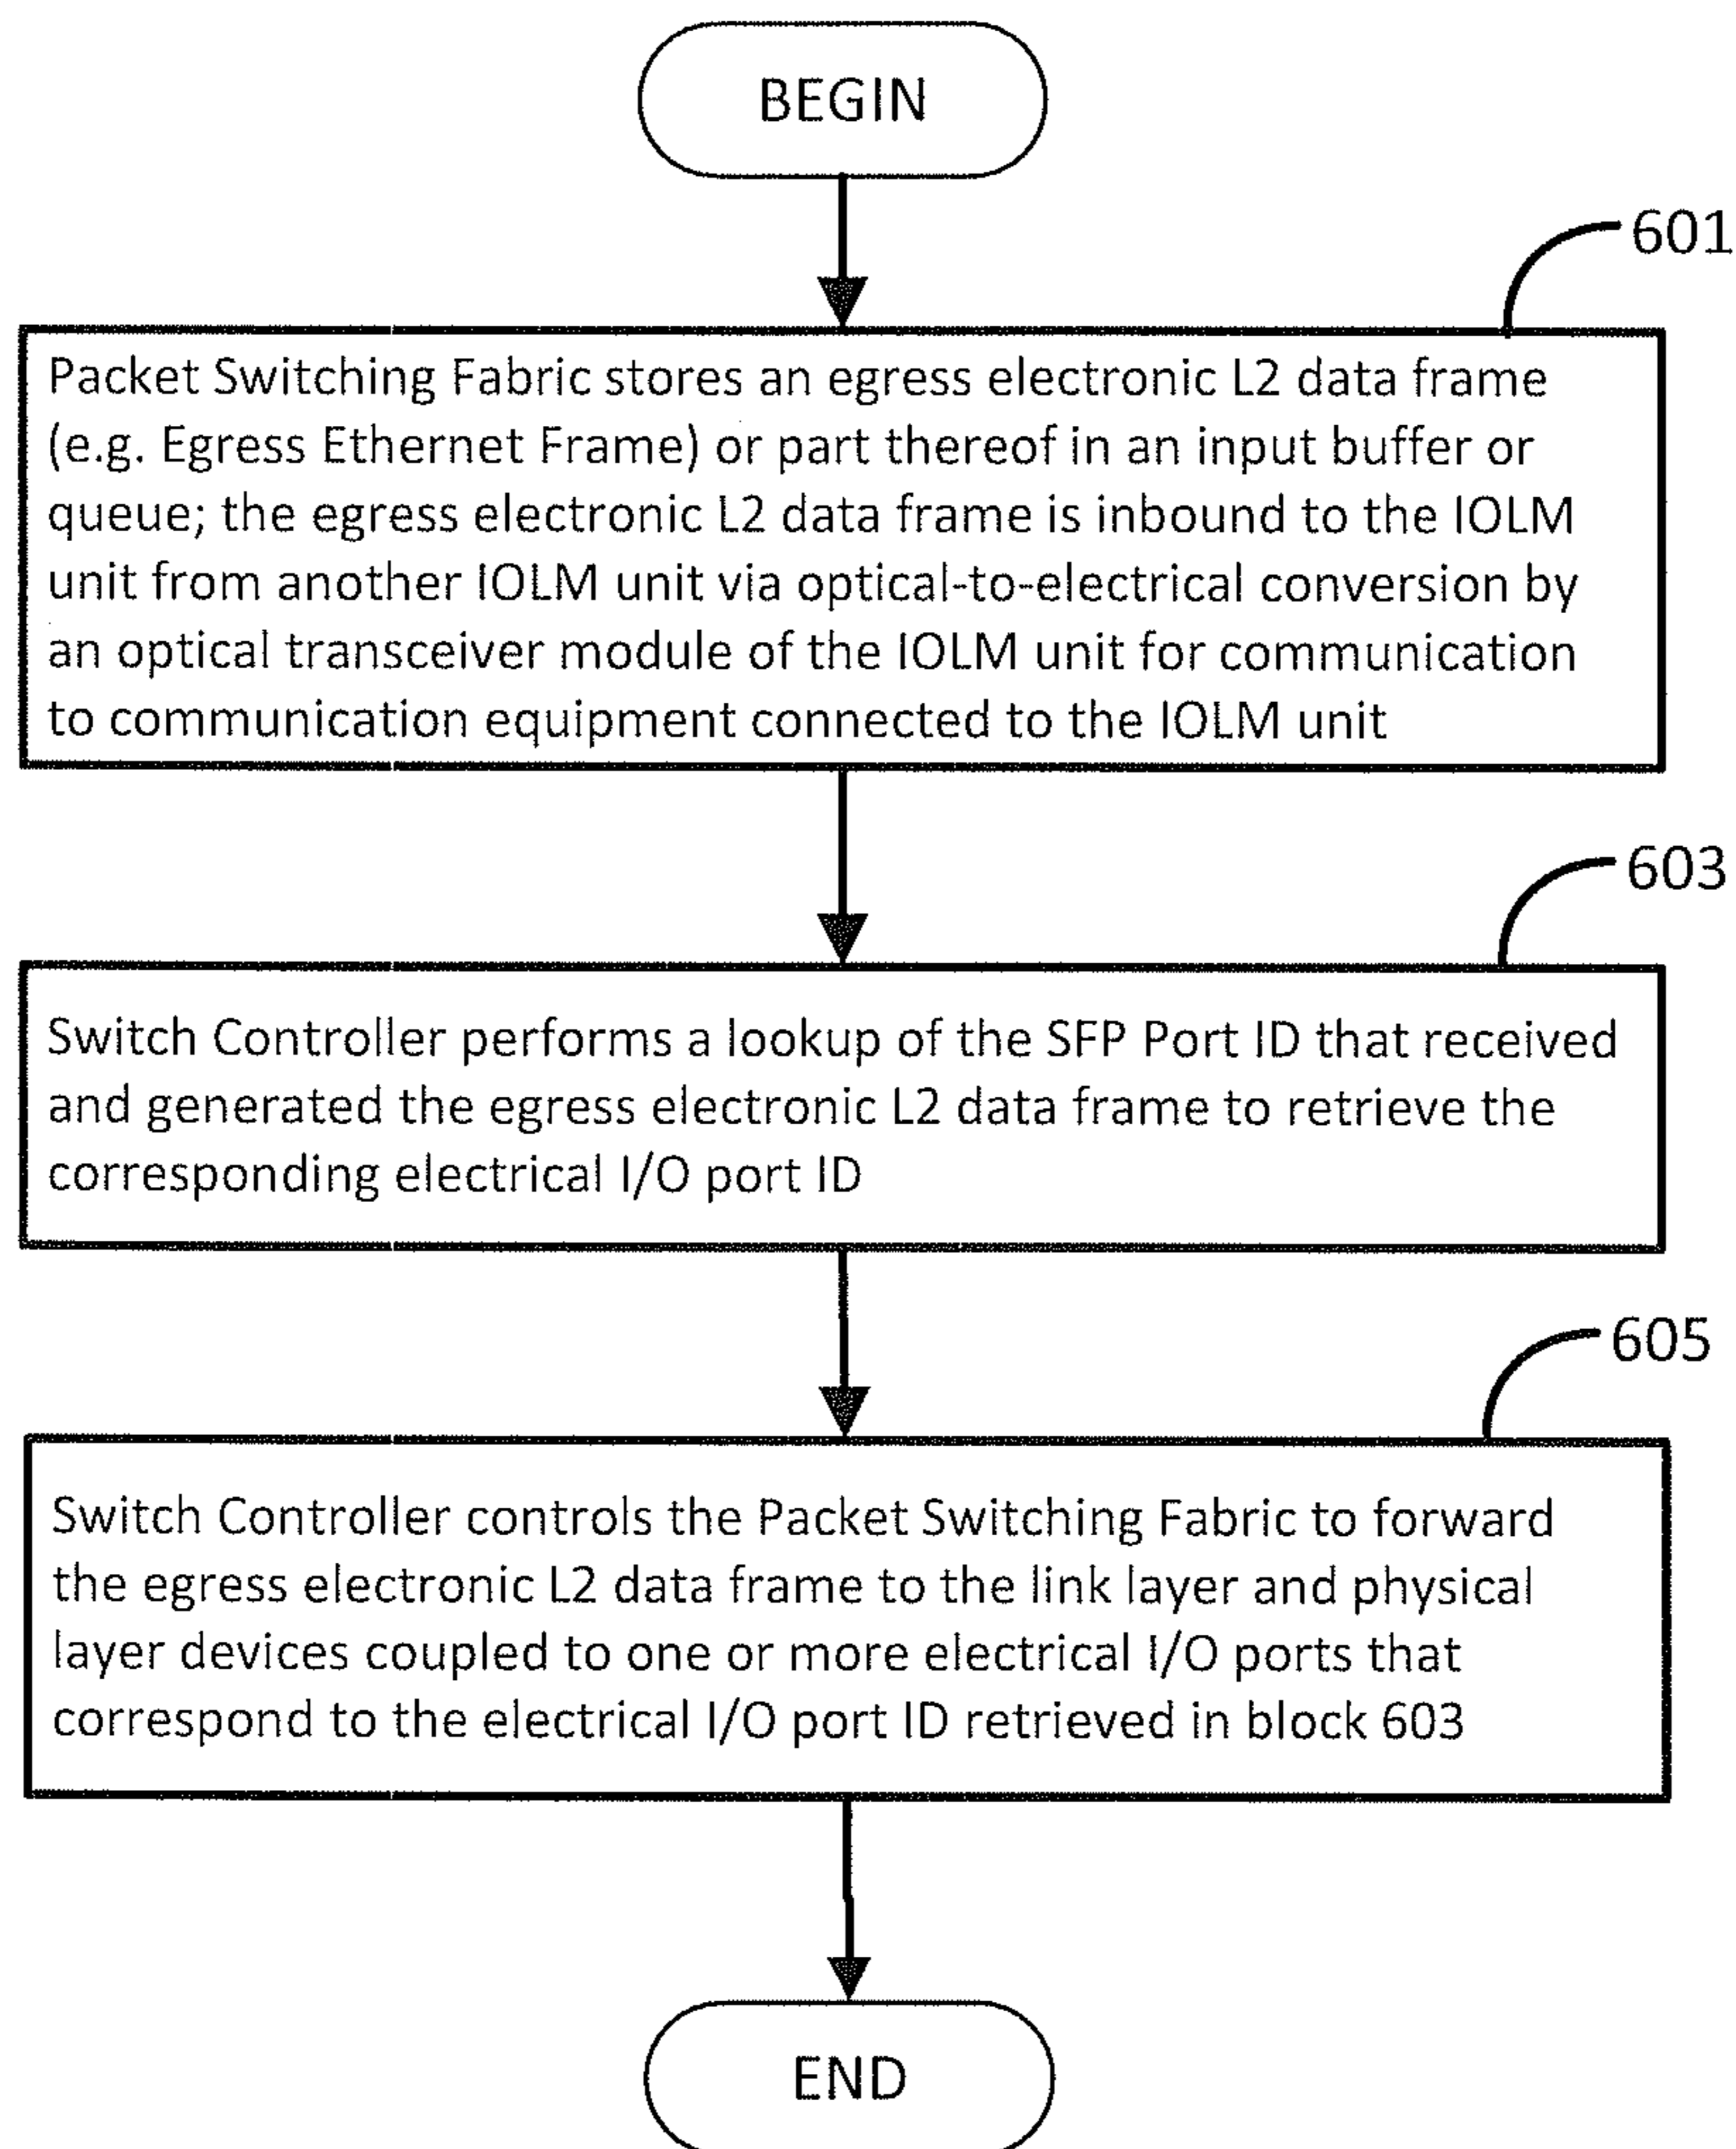 BEGIN
601
Packet Switching Fabric stores an egress electronic L2 data frame
(e.g. Egress Ethernet Frame) or part thereof in an input buffer or
queue; the egress electronic L2 data frame is inbound to the IOLM
unit from another IOLM unit via optical-to-electrical conversion by
an optical transceiver module of the IOLM unit for communication
to communication equipment connected to the IOLM unit
603
Switch Controller performs a lookup of the SFP Port ID that received
and generated the egress electronic L2 data frame to retrieve the
corresponding electrical I/O port ID
605
Switch Controller controls the Packet Switching Fabric to forward
the egress electronic L2 data frame to the link layer and physical
layer devices coupled to one or more electrical I/O ports that
correspond to the electrical I/O port ID retrieved in block 603
END